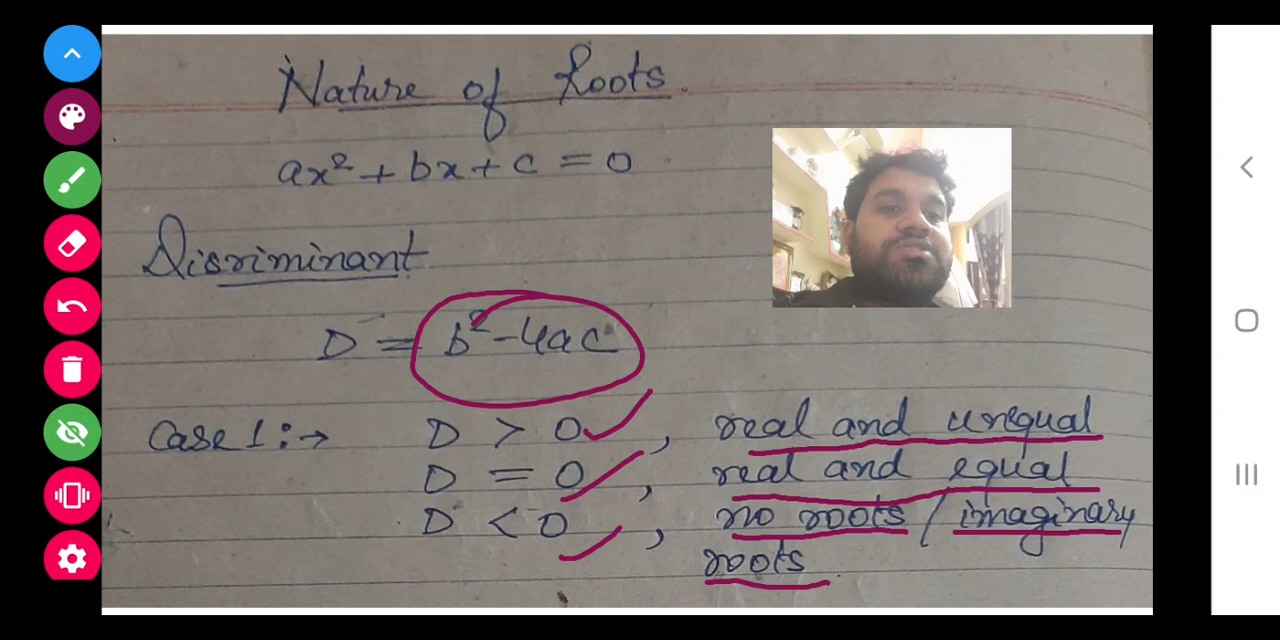 Nature of Roots.
ax² + bx + c = 0
Disriminant
D = b² - 4ac
Case 1 :→ D > 0 , real and unequal
D = 0 , real and equal
D < 0 , no roots / imaginary
roots